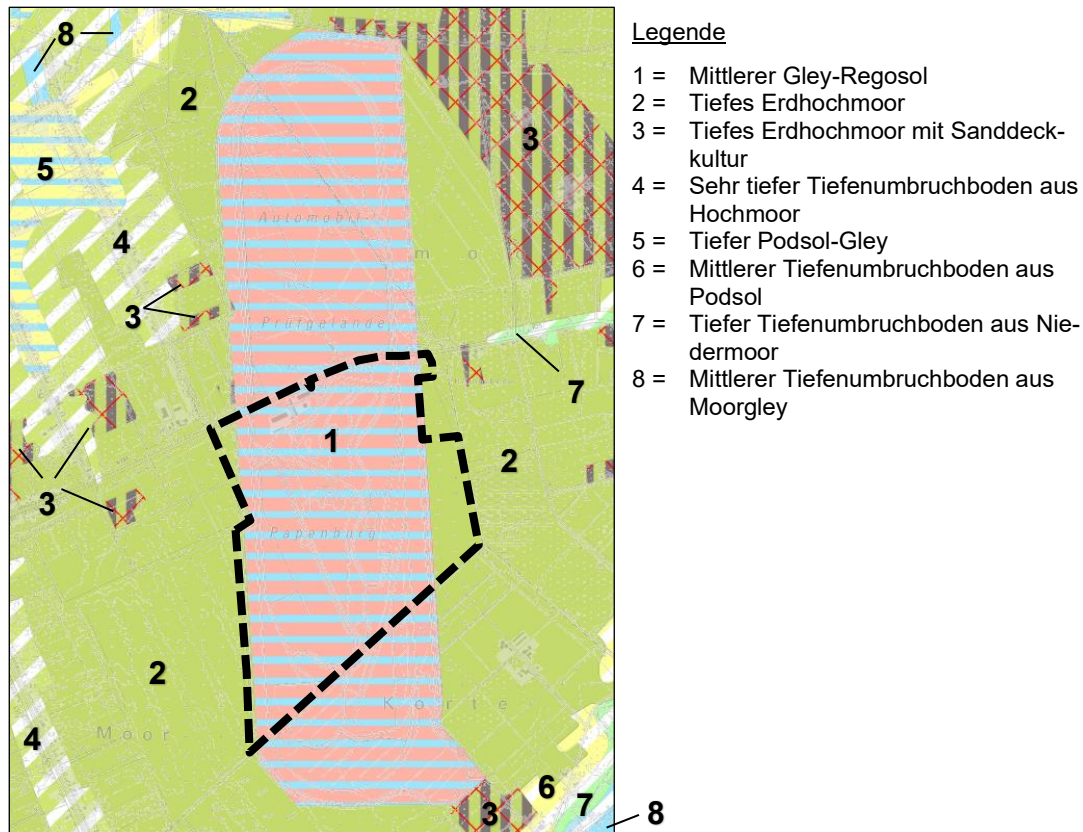 8
2
3
5
4
Automobil-
moo
3
Prüfgelände
7
1
2
3
Papenburg
2
Korte
Moor
4
6
7
3
8
Legende
1 = Mittlerer Gley-Regosol
2 = Tiefes Erdhochmoor
3 = Tiefes Erdhochmoor mit Sanddeck-
kultur
4 = Sehr tiefer Tiefenumbruchboden aus
Hochmoor
5 = Tiefer Podsol-Gley
6 = Mittlerer Tiefenumbruchboden aus
Podsol
7 = Tiefer Tiefenumbruchboden aus Nie-
dermoor
8 = Mittlerer Tiefenumbruchboden aus
Moorgley